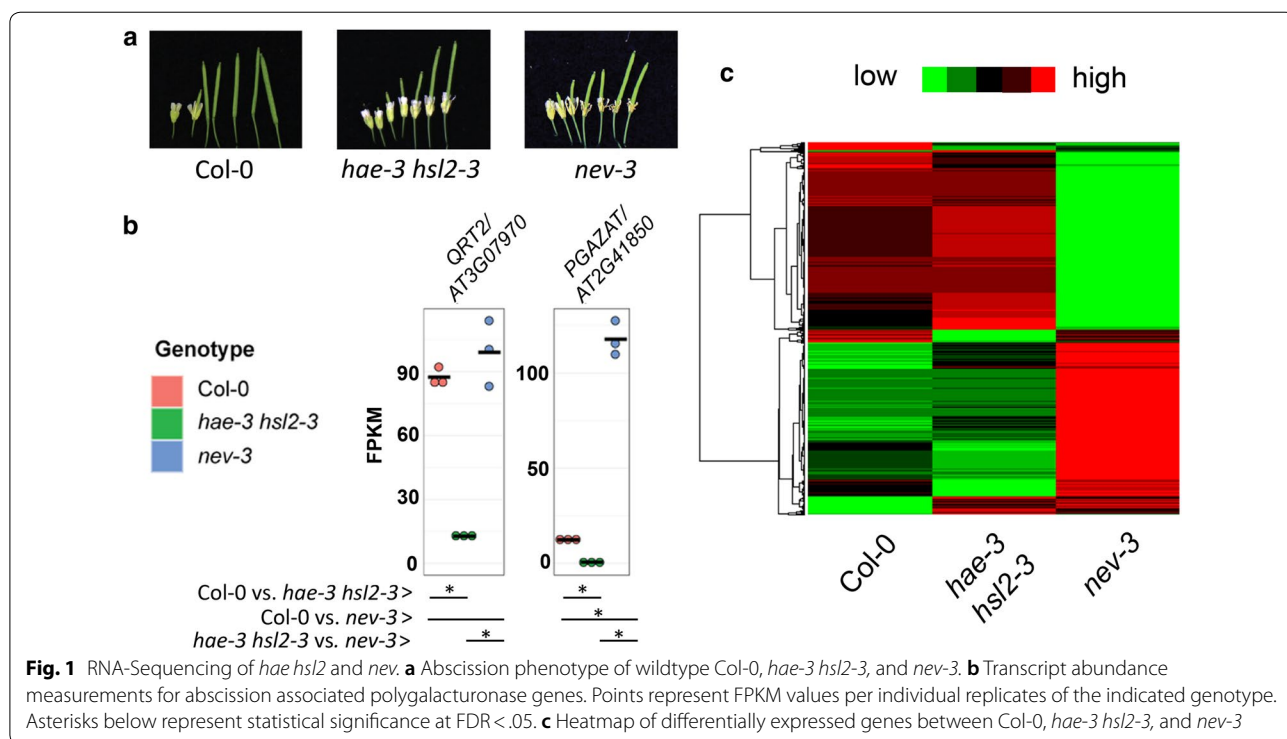 a
Col-0
hae-3 hsl2-3
nev-3
b
Genotype
Col-0
hae-3 hsl2-3
nev-3
QRT2/
AT3G07970
PGAZAT/
AT2G41850
FPKM
90
60
30
0
100
50
0
Col-0 vs. hae-3 hsl2-3> * *
Col-0 vs. nev-3> *
hae-3 hsl2-3 vs. nev-3> * *
c
low high
Col-0
hae-3
hsl2-3
nev-3
Fig. 1 RNA-Sequencing of hae hsl2 and nev. a Abscission phenotype of wildtype Col-0, hae-3 hsl2-3, and nev-3. b Transcript abundance
measurements for abscission associated polygalacturonase genes. Points represent FPKM values per individual replicates of the indicated genotype.
Asterisks below represent statistical significance at FDR < .05. c Heatmap of differentially expressed genes between Col-0, hae-3 hsl2-3, and nev-3